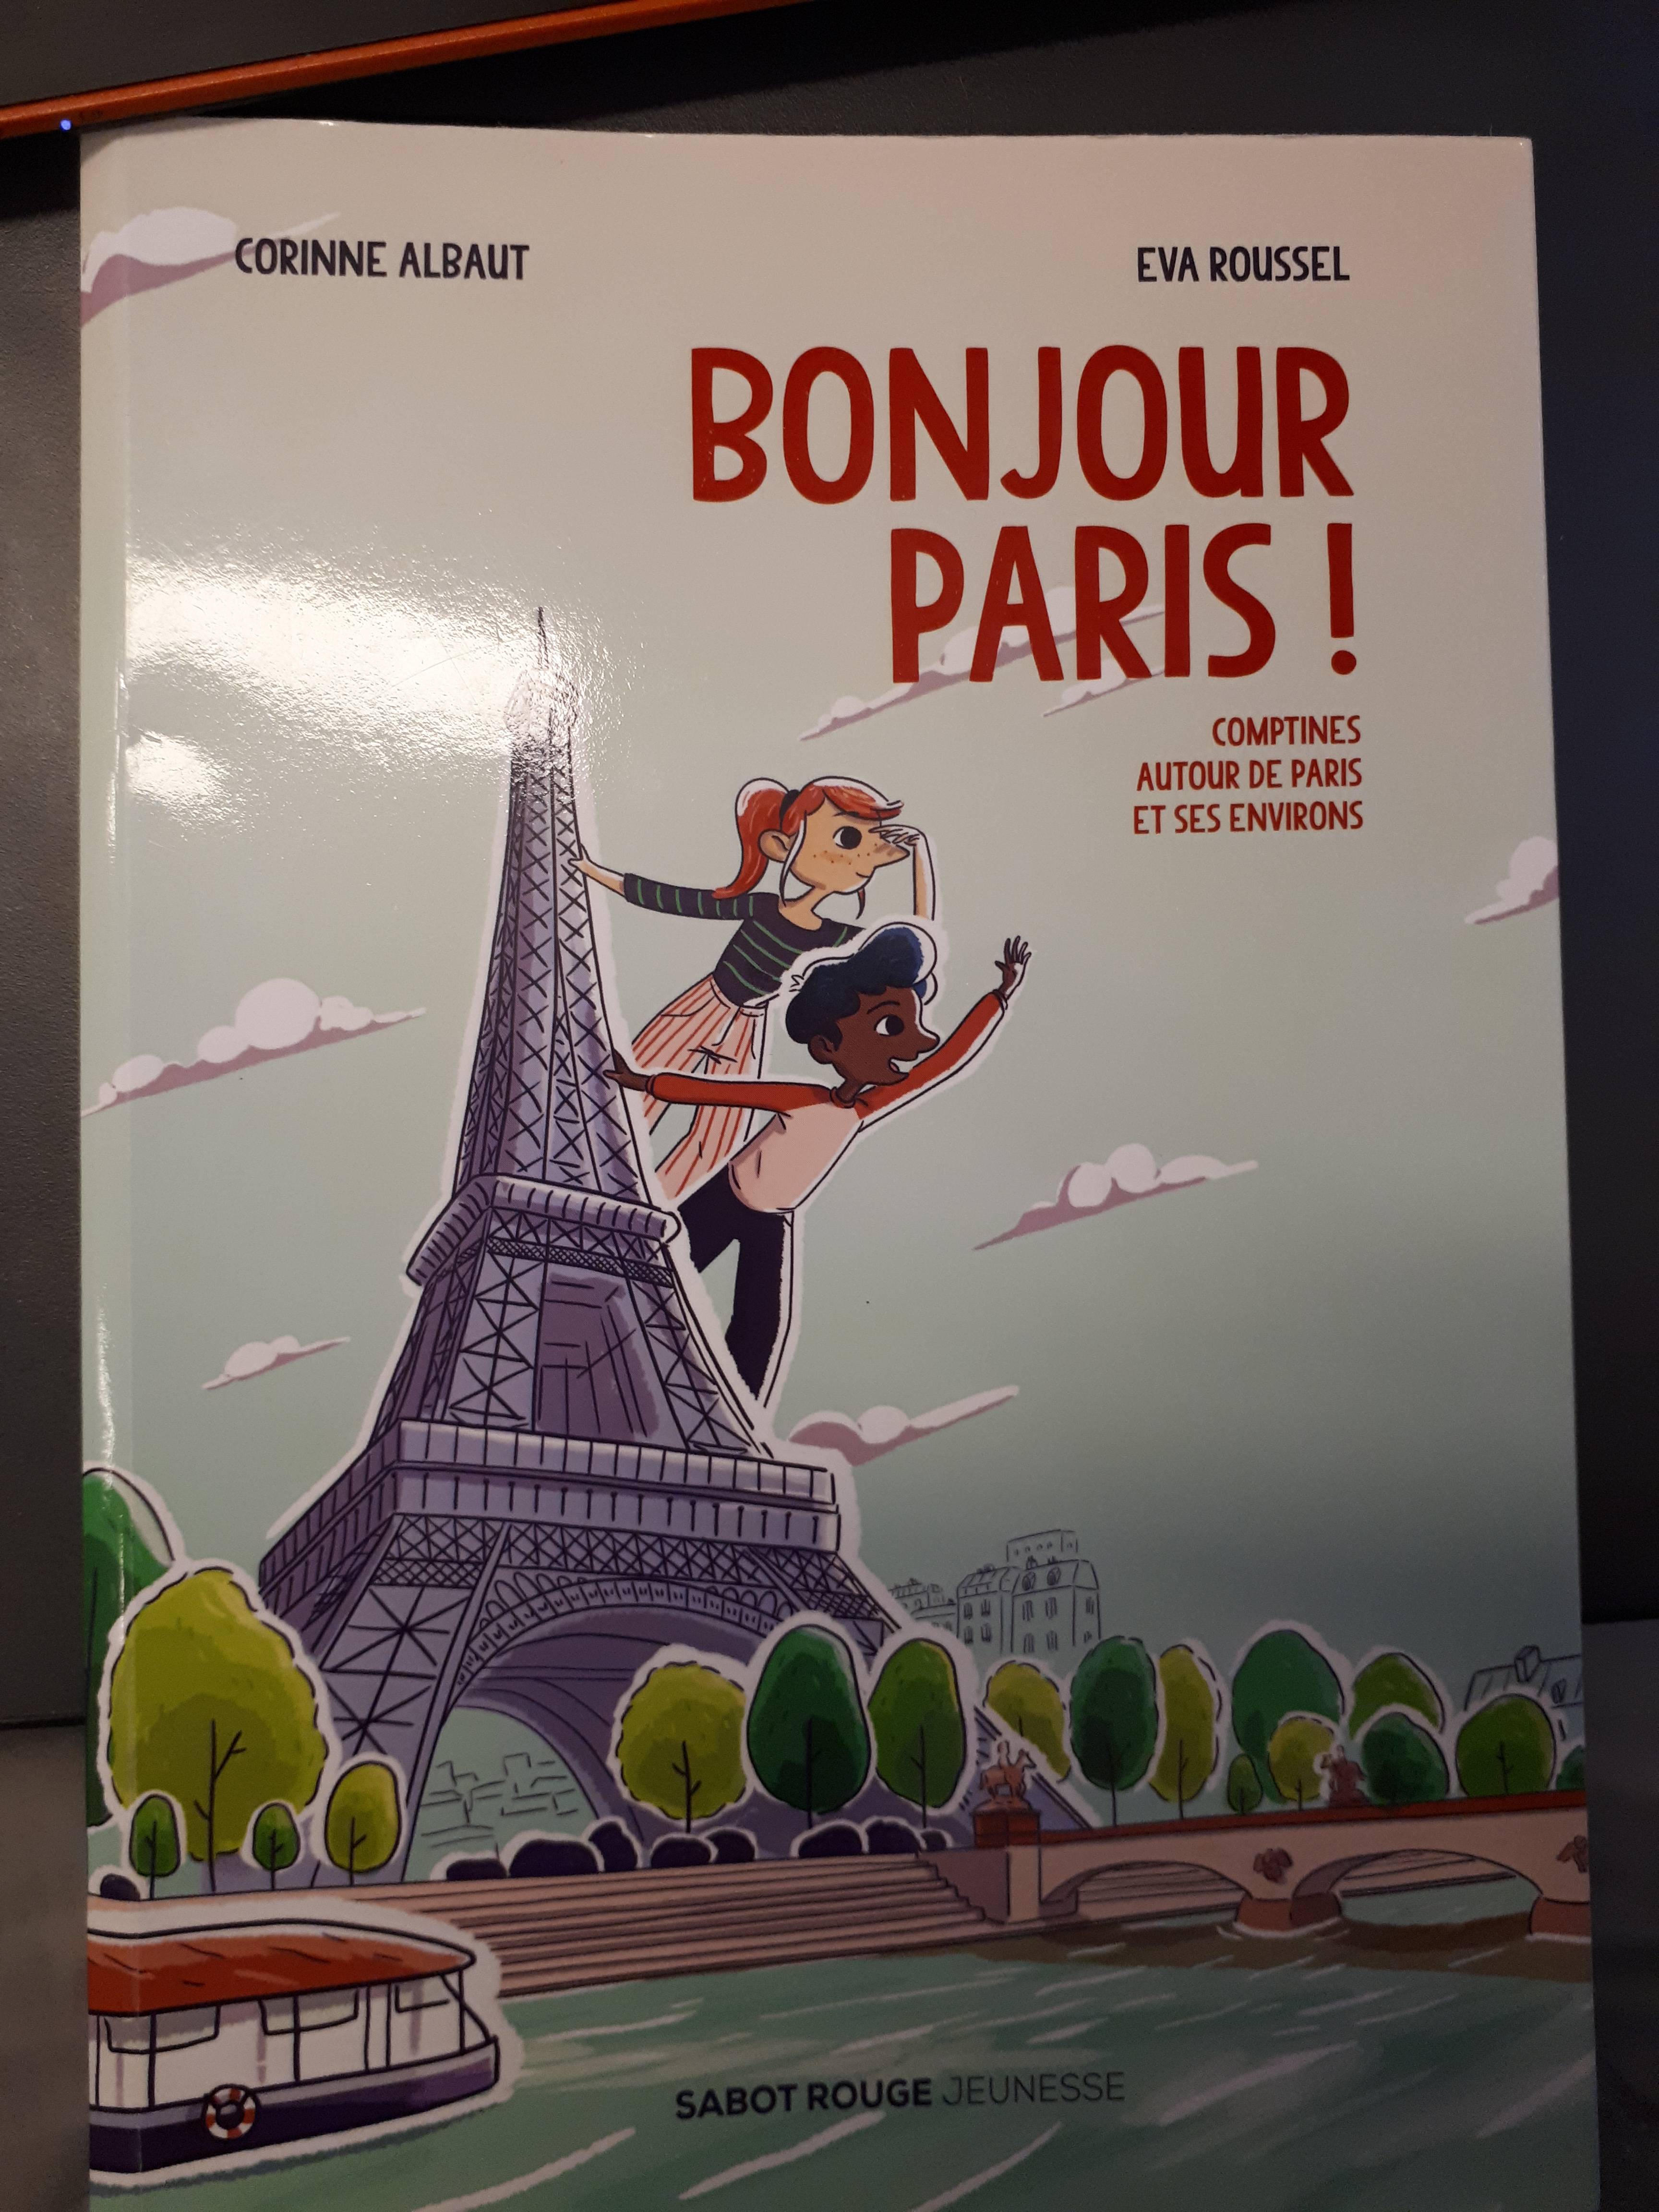 CORINNE ALBAUT
EVA ROUSSEL
BONJOUR
PARIS !
COMPTINES
AUTOUR DE PARIS
ET SES ENVIRONS
SABOT ROUGE JEUNESSE